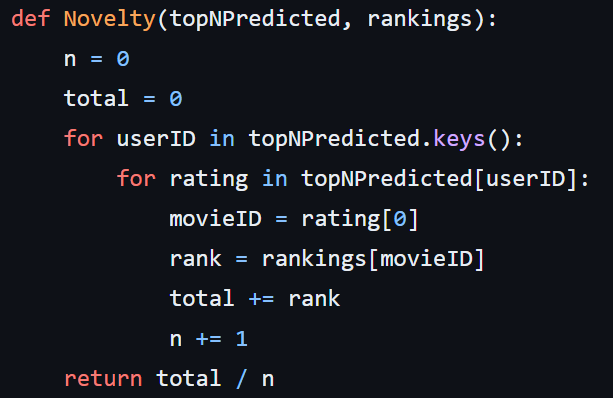 def Novelty(topNPredicted, rankings):
    n = 0
    total = 0
    for userID in topNPredicted.keys():
        for rating in topNPredicted[userID]:
            movieID = rating[0]
            rank = rankings[movieID]
            total += rank
            n += 1
    return total / n